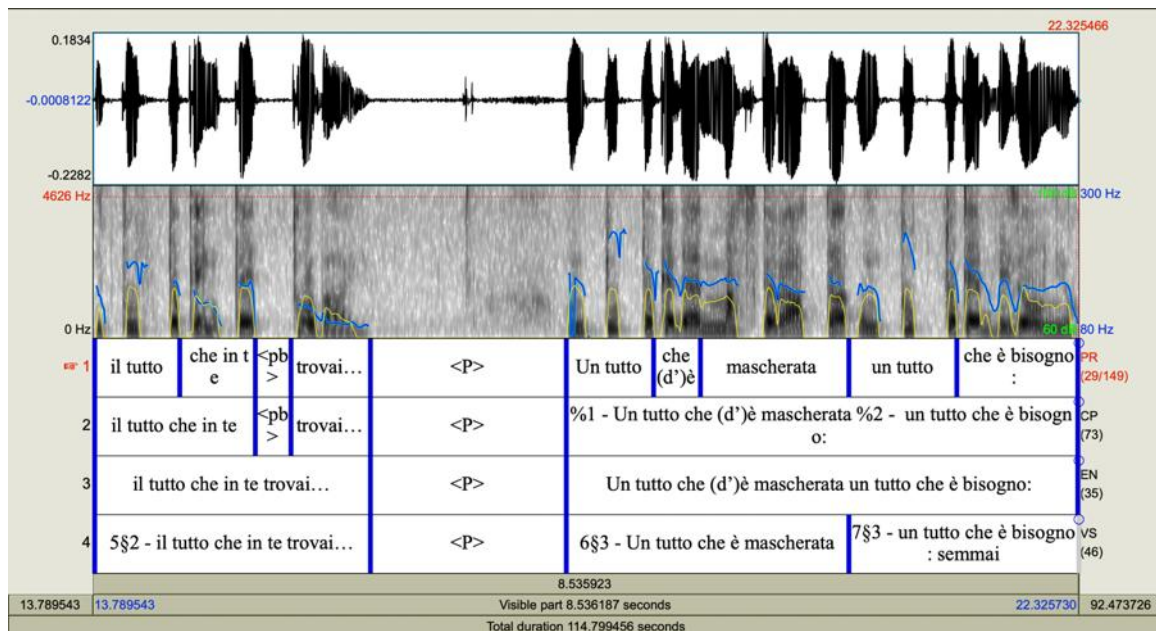 22.325466
0.1834
-0.0008122
-0.2282
4626 Hz
300 Hz
0 Hz
60 dB
80 Hz
1
il tutto
che in t
e
<pb
>
trovai…
<P>
Un tutto
che
(d’)è
mascherata
un tutto
che è bisogno
:
PR
(29/149)
2
il tutto che in te
<pb
>
trovai…
<P>
%1 - Un tutto che (d’)è mascherata %2 - un tutto che è bisogn
o:
CP
(73)
3
il tutto che in te trovai…
<P>
Un tutto che (d’)è mascherata un tutto che è bisogno:
EN
(35)
4
5§2 - il tutto che in te trovai…
<P>
6§3 - Un tutto che è mascherata
7§3 - un tutto che è bisogno
: semmai
VS
(46)
8.535923
13.789543
13.789543
Visible part 8.536187 seconds
22.325730
92.473726
Total duration 114.799456 seconds